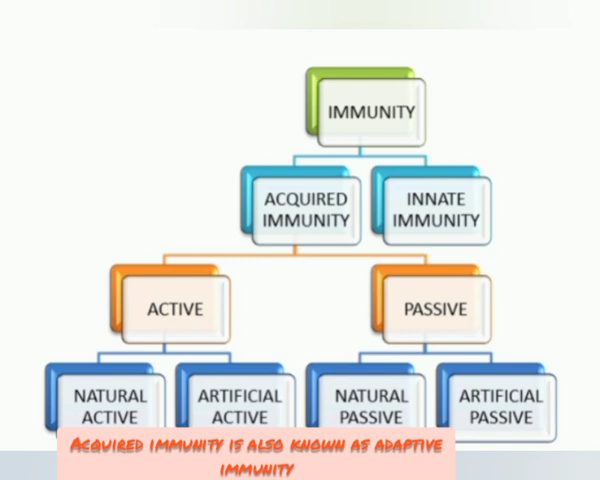 IMMUNITY
ACQUIRED
IMMUNITY
INNATE
IMMUNITY
ACTIVE
PASSIVE
NATURAL
ACTIVE
ARTIFICIAL
ACTIVE
NATURAL
PASSIVE
ARTIFICIAL
PASSIVE
Acquired immunity is also known as adaptive
immunity